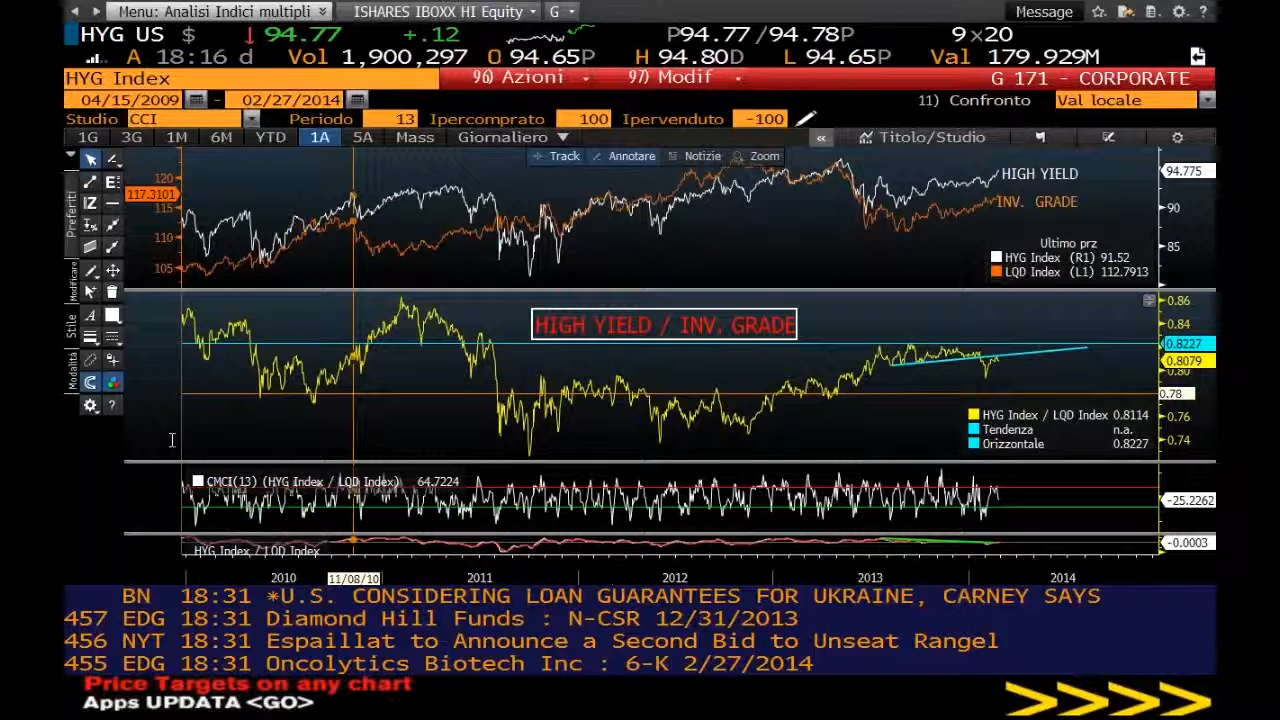 Menu: Analisi Indici multipli ISHARES IBOXX HI Equity G Message ?
HYG US $ ↓ 94.77 +.12 P94.77/94.78P 9x20
A 18:16 d Vol 1,900,297 O 94.65P H 94.80D L 94.65P Val 179.929M
HYG Index 96) Azioni 97) Modif G 171 - CORPORATE
04/15/2009 - 02/27/2014 11) Confronto Val locale
Studio CCI Periodo 13 Ipercomprato 100 Ipervenduto -100
1G 3G 1M 6M YTD 1A 5A Mass Giornaliero « Titolo/Studio
Track Annotare Notizie Zoom
Preferiti
Modificare
Stile
Modalità
120
117.3101
115
110
105
HIGH YIELD
INV. GRADE
94.775
90
85
Ultimo prz
HYG Index (R1) 91.52
LQD Index (L1) 112.7913
HIGH YIELD / INV. GRADE
0.86
0.84
0.8227
0.8079
0.80
0.78
0.76
0.74
HYG Index / LQD Index 0.8114
Tendenza n.a.
Orizzontale 0.8227
CMCI(13) (HYG Index / LQD Index) 64.7224
-25.2262
HYG Index / LQD Index
-0.0003
2010 11/08/10 2011 2012 2013 2014
BN 18:31 *U.S. CONSIDERING LOAN GUARANTEES FOR UKRAINE, CARNEY SAYS
457 EDG 18:31 Diamond Hill Funds : N-CSR 12/31/2013
456 NYT 18:31 Espaillat to Announce a Second Bid to Unseat Rangel
455 EDG 18:31 Oncolytics Biotech Inc : 6-K 2/27/2014
Price Targets on any chart
Apps UPDATA <GO>